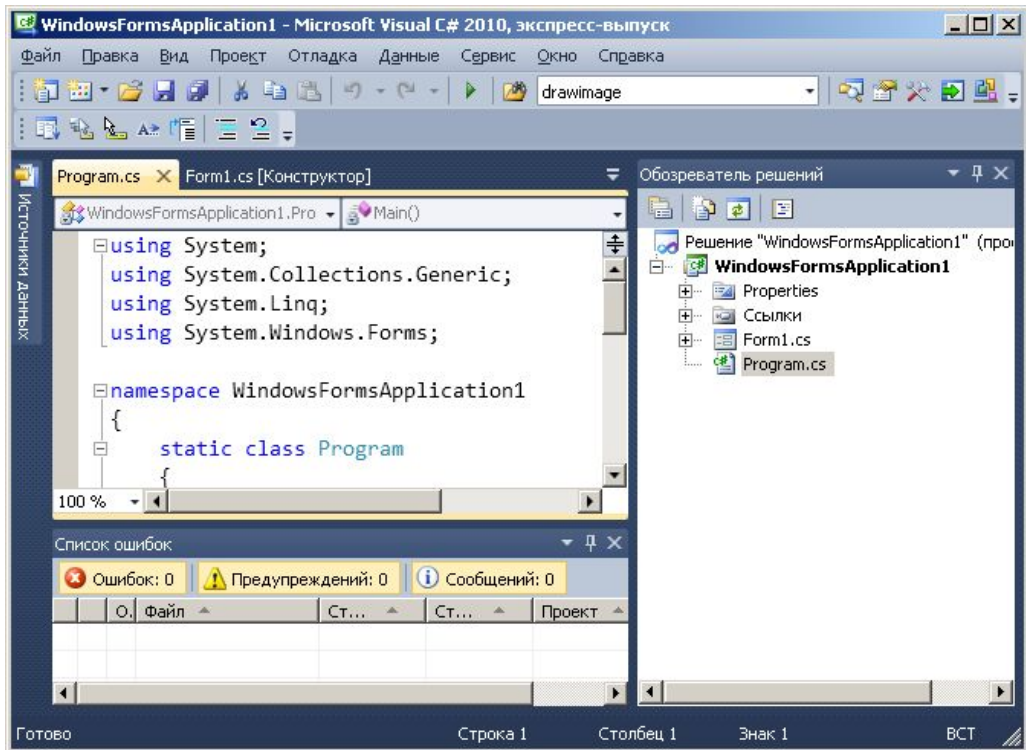 WindowsFormsApplication1 - Microsoft Visual C# 2010, экспресс-выпуск
Файл Правка Вид Проект Отладка Данные Сервис Окно Справка
drawimage
Источники данных
Program.cs Form1.cs [Конструктор]
WindowsFormsApplication1.Pro Main()
using System;
using System.Collections.Generic;
using System.Linq;
using System.Windows.Forms;
namespace WindowsFormsApplication1
{
static class Program
{
100 %
Список ошибок
Ошибок: 0 Предупреждений: 0 Сообщений: 0
О. Файл Ст... Ст... Проект
Обозреватель решений
Решение "WindowsFormsApplication1" (прое
WindowsFormsApplication1
Properties
Ссылки
Form1.cs
Program.cs
Готово Строка 1 Столбец 1 Знак 1 ВСТ